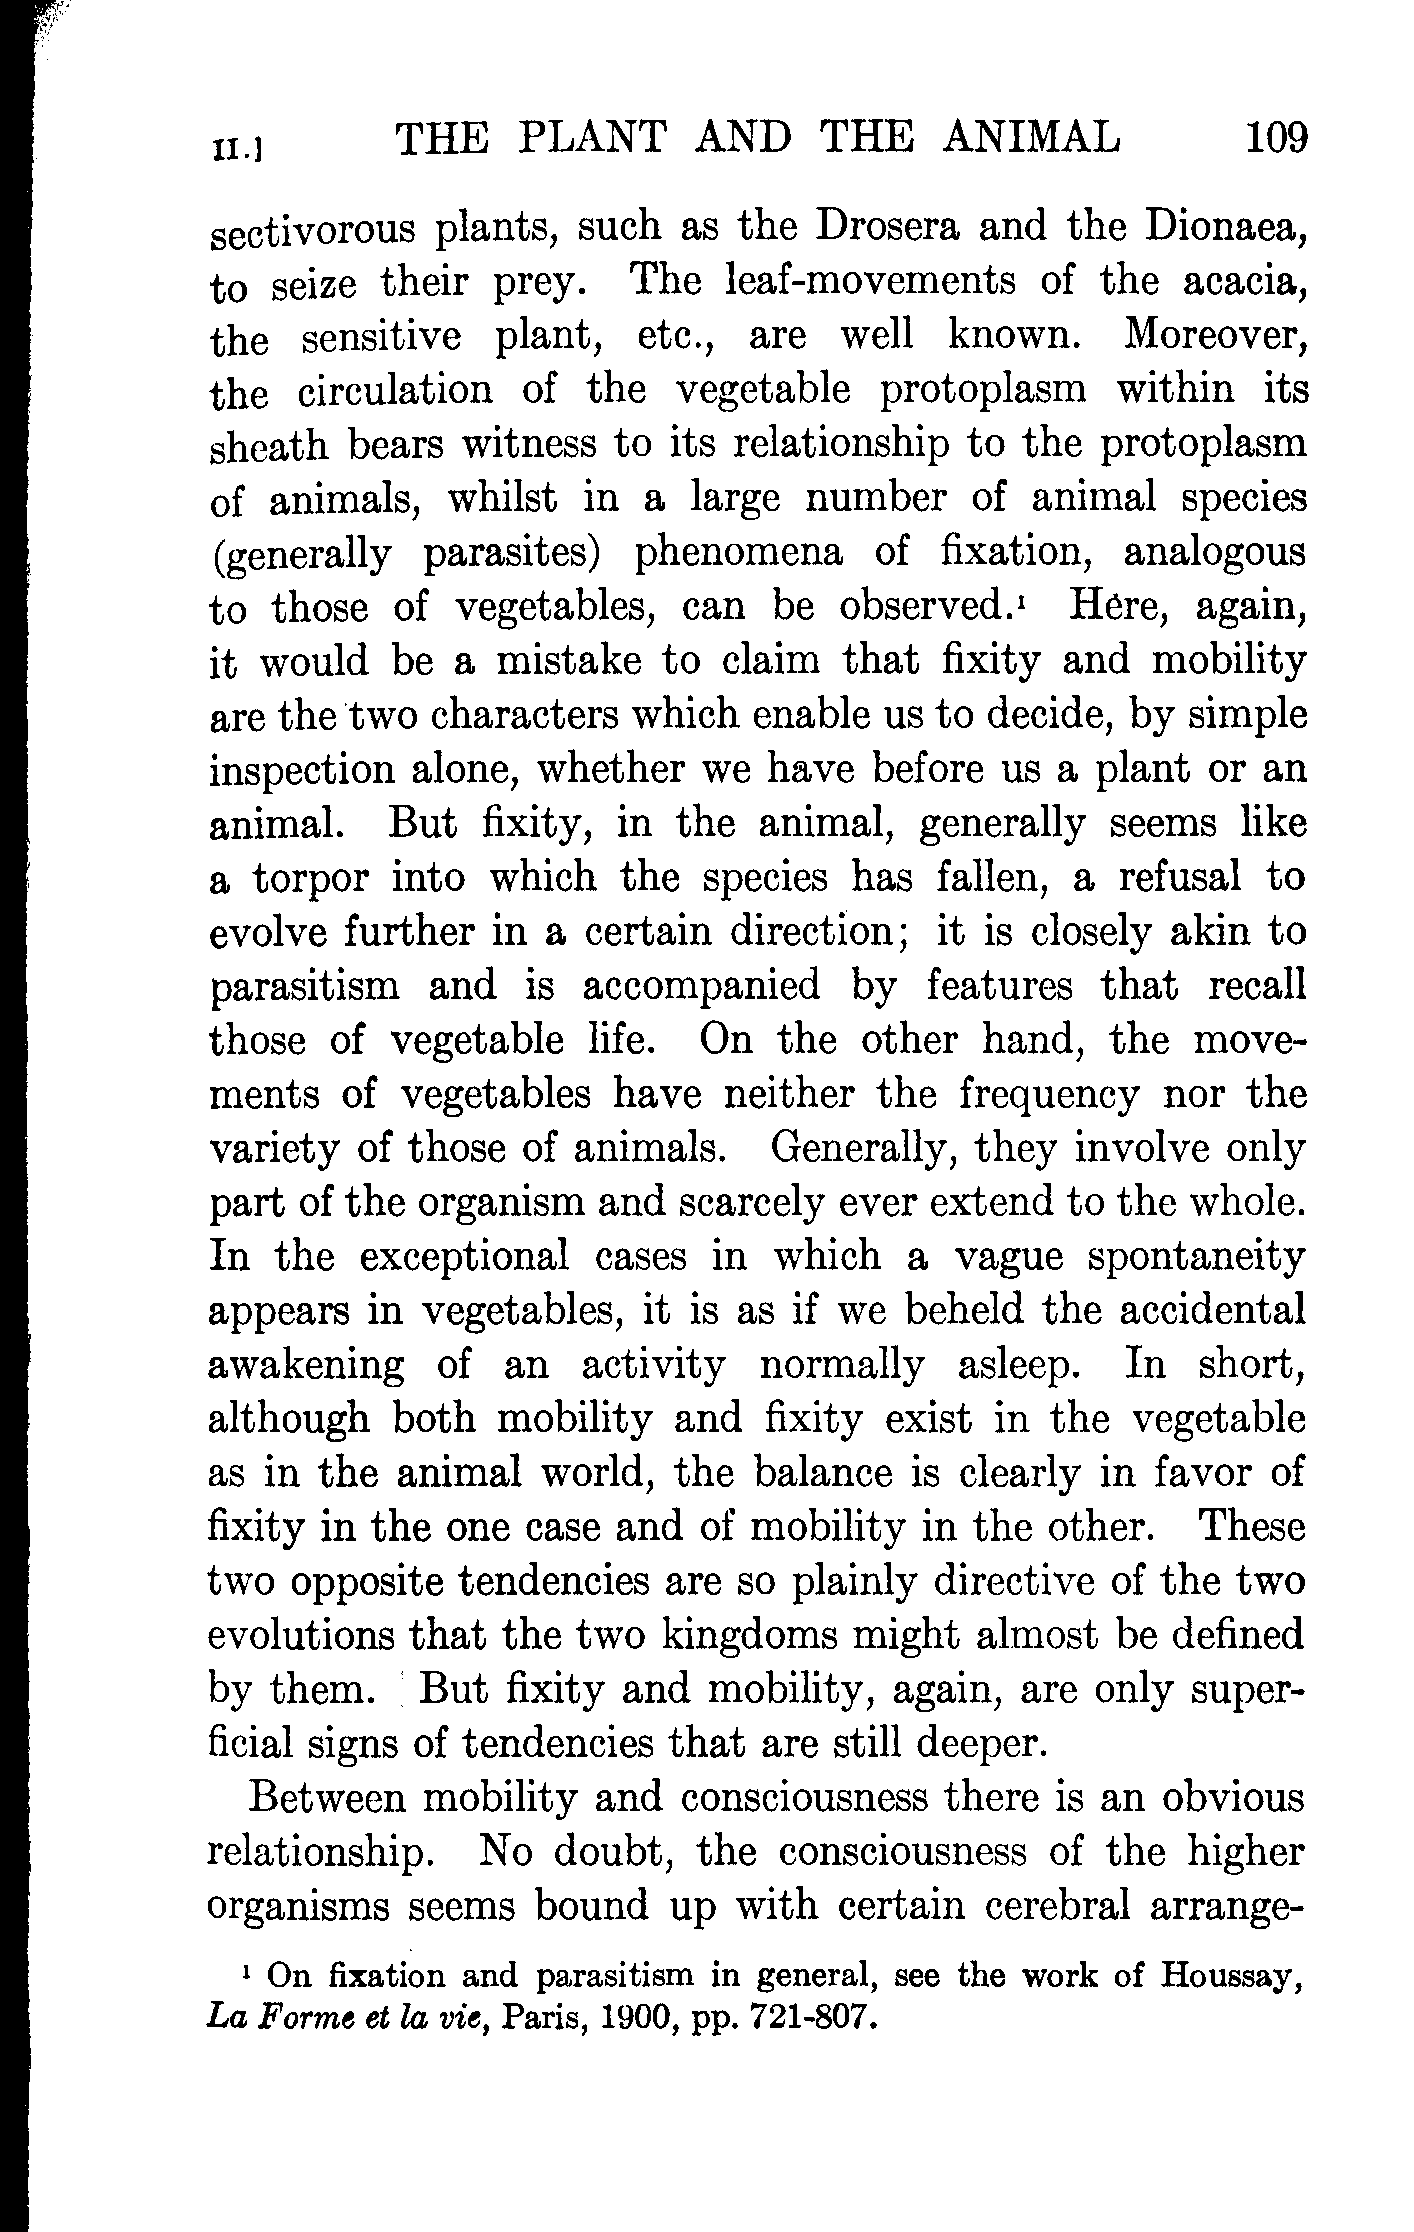 II.] THE PLANT AND THE ANIMAL 109
sectivorous plants, such as the Drosera and the Dionaea,
to seize their prey. The leaf-movements of the acacia,
the sensitive plant, etc., are well known. Moreover,
the circulation of the vegetable protoplasm within its
sheath bears witness to its relationship to the protoplasm
of animals, whilst in a large number of animal species
(generally parasites) phenomena of fixation, analogous
to those of vegetables, can be observed.¹ Here, again,
it would be a mistake to claim that fixity and mobility
are the two characters which enable us to decide, by simple
inspection alone, whether we have before us a plant or an
animal. But fixity, in the animal, generally seems like
a torpor into which the species has fallen, a refusal to
evolve further in a certain direction; it is closely akin to
parasitism and is accompanied by features that recall
those of vegetable life. On the other hand, the move-
ments of vegetables have neither the frequency nor the
variety of those of animals. Generally, they involve only
part of the organism and scarcely ever extend to the whole.
In the exceptional cases in which a vague spontaneity
appears in vegetables, it is as if we beheld the accidental
awakening of an activity normally asleep. In short,
although both mobility and fixity exist in the vegetable
as in the animal world, the balance is clearly in favor of
fixity in the one case and of mobility in the other. These
two opposite tendencies are so plainly directive of the two
evolutions that the two kingdoms might almost be defined
by them. But fixity and mobility, again, are only super-
ficial signs of tendencies that are still deeper.
Between mobility and consciousness there is an obvious
relationship. No doubt, the consciousness of the higher
organisms seems bound up with certain cerebral arrange-
¹ On fixation and parasitism in general, see the work of Houssay,
La Forme et la vie, Paris, 1900, pp. 721-807.